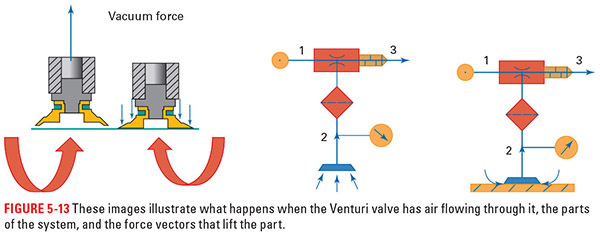 Vacuum force
1
3
2
1
3
2
FIGURE 5-13 These images illustrate what happens when the Venturi valve has air flowing through it, the parts
of the system, and the force vectors that lift the part.